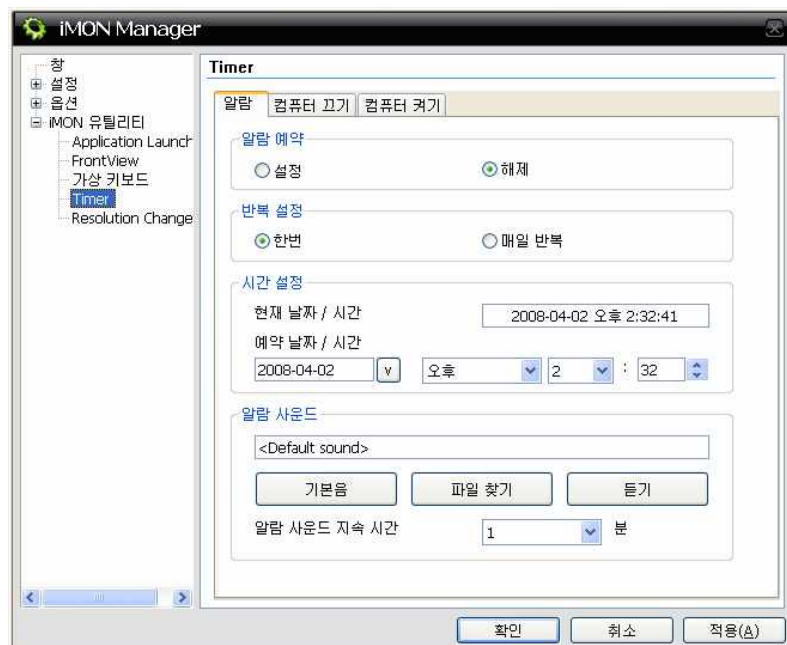 iMON Manager
창
설정
옵션
iMON 유틸리티
Application Launch
FrontView
가상 키보드
Timer
Resolution Change
Timer
알람 컴퓨터 끄기 컴퓨터 켜기
알람 예약
설정 해제
반복 설정
한번 매일 반복
시간 설정
현재 날짜 / 시간 2008-04-02 오후 2:32:41
예약 날짜 / 시간
2008-04-02 v 오후 2 : 32
알람 사운드
<Default sound>
기본음 파일 찾기 듣기
알람 사운드 지속 시간 1 분
확인 취소 적용(A)